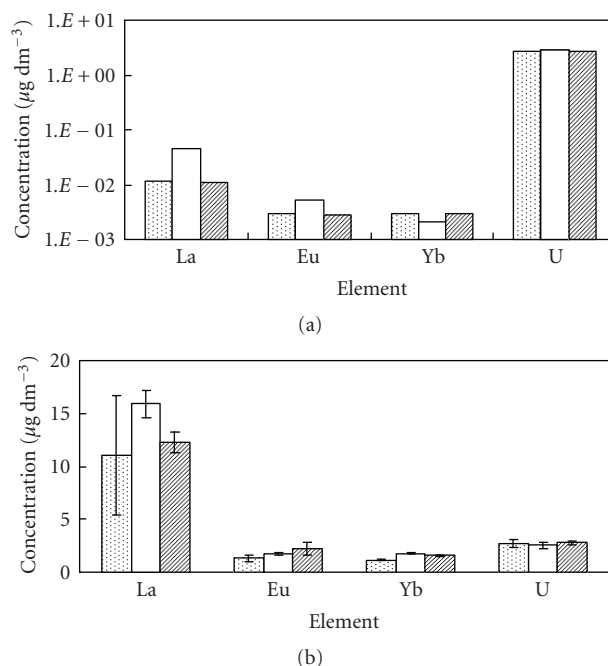 Concentration (µg dm⁻³)
1.E + 01
1.E + 00
1.E − 01
1.E − 02
1.E − 03
La Eu Yb U
Element
(a)
Concentration (µg dm⁻³)
20
15
10
5
0
La Eu Yb U
Element
(b)